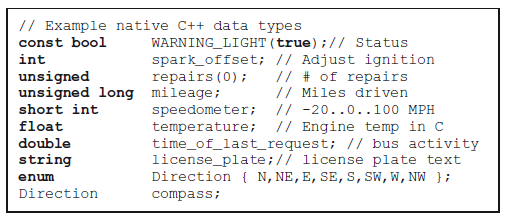 // Example native C++ data types
const bool WARNING_LIGHT(true);// Status
int spark_offset; // Adjust ignition
unsigned repairs(0); // # of repairs
unsigned long mileage; // Miles driven
short int speedometer; // -20..0..100 MPH
float temperature; // Engine temp in C
double time_of_last_request; // bus activity
string license_plate;// license plate text
enum Direction { N,NE,E,SE,S,SW,W,NW };
Direction compass;